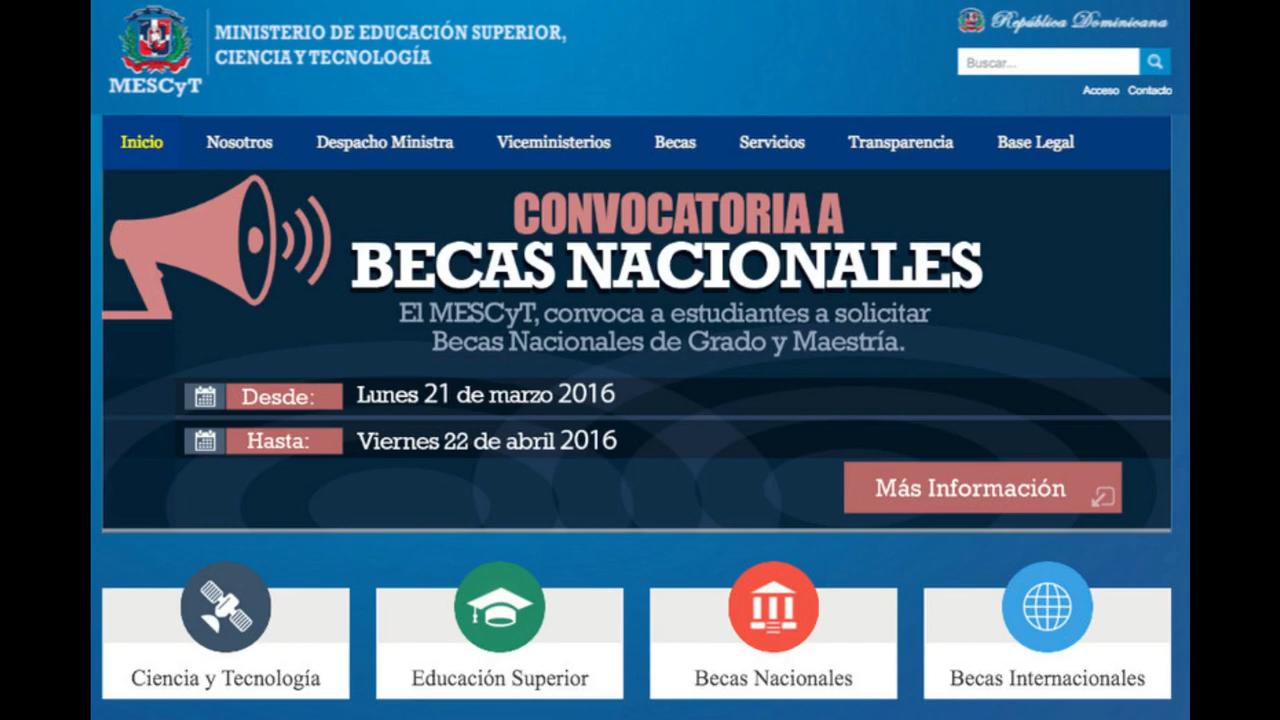 MESCyT
MINISTERIO DE EDUCACIÓN SUPERIOR,
CIENCIA Y TECNOLOGÍA
República Dominicana
Buscar...
Acceso Contacto
Inicio Nosotros Despacho Ministra Viceministerios Becas Servicios Transparencia Base Legal
CONVOCATORIA A
BECAS NACIONALES
El MESCyT, convoca a estudiantes a solicitar
Becas Nacionales de Grado y Maestría.
Desde: Lunes 21 de marzo 2016
Hasta: Viernes 22 de abril 2016
Más Información
Ciencia y Tecnología Educación Superior Becas Nacionales Becas Internacionales